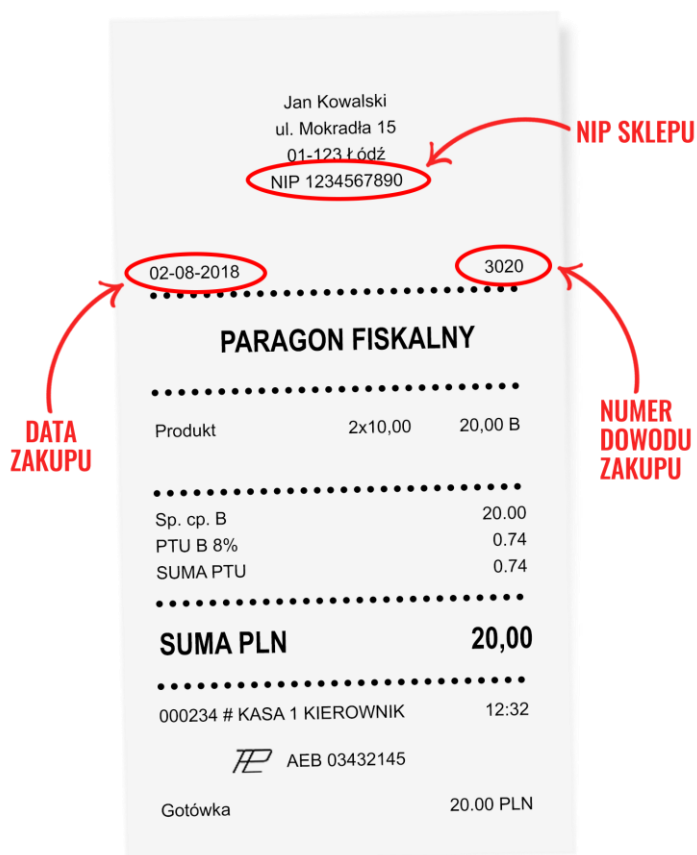 Jan Kowalski
ul. Mokradła 15
01-123 Łódź
NIP 1234567890
NIP SKLEPU
02-08-2018 3020
PARAGON FISKALNY
DATA
ZAKUPU
NUMER
DOWODU
ZAKUPU
Produkt 2x10,00 20,00 B
Sp. cp. B 20.00
PTU B 8% 0.74
SUMA PTU 0.74
SUMA PLN 20,00
000234 # KASA 1 KIEROWNIK 12:32
AEB 03432145
Gotówka 20.00 PLN